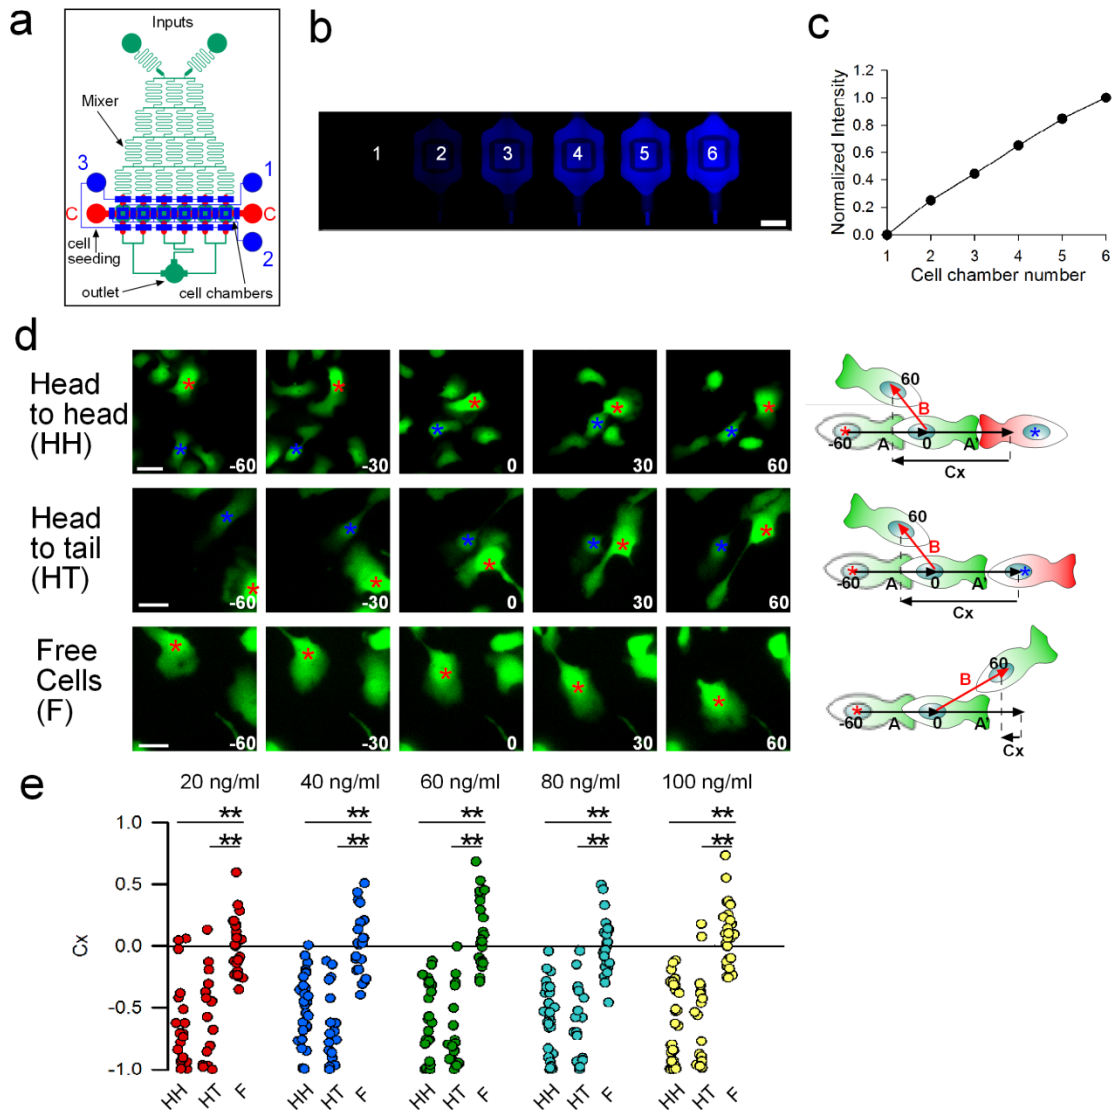 a
Inputs
Mixer
3
1
C
C
cell
seeding
2
outlet
cell chambers
b
1 2 3 4 5 6
c
Normalized Intensity
1.2
1.0
0.8
0.6
0.4
0.2
0.0
1 2 3 4 5 6
Cell chamber number
d
Head
to head
(HH)
* * * * *
* * * * *
-60 -30 0 30 60
60
B
* *
-60 A 0 A'
Cx
Head
to tail
(HT)
* * * * *
* * * * *
-60 -30 0 30 60
60
B
* *
-60 A 0 A'
Cx
Free
Cells
(F)
* * * * *
-60 -30 0 30 60
60
B
*
-60 A 0 A'
Cx
e
20 ng/ml 40 ng/ml 60 ng/ml 80 ng/ml 100 ng/ml
** ** ** ** **
** ** ** ** **
Cx
1.0
0.5
0.0
-0.5
-1.0
HH HT F HH HT F HH HT F HH HT F HH HT F